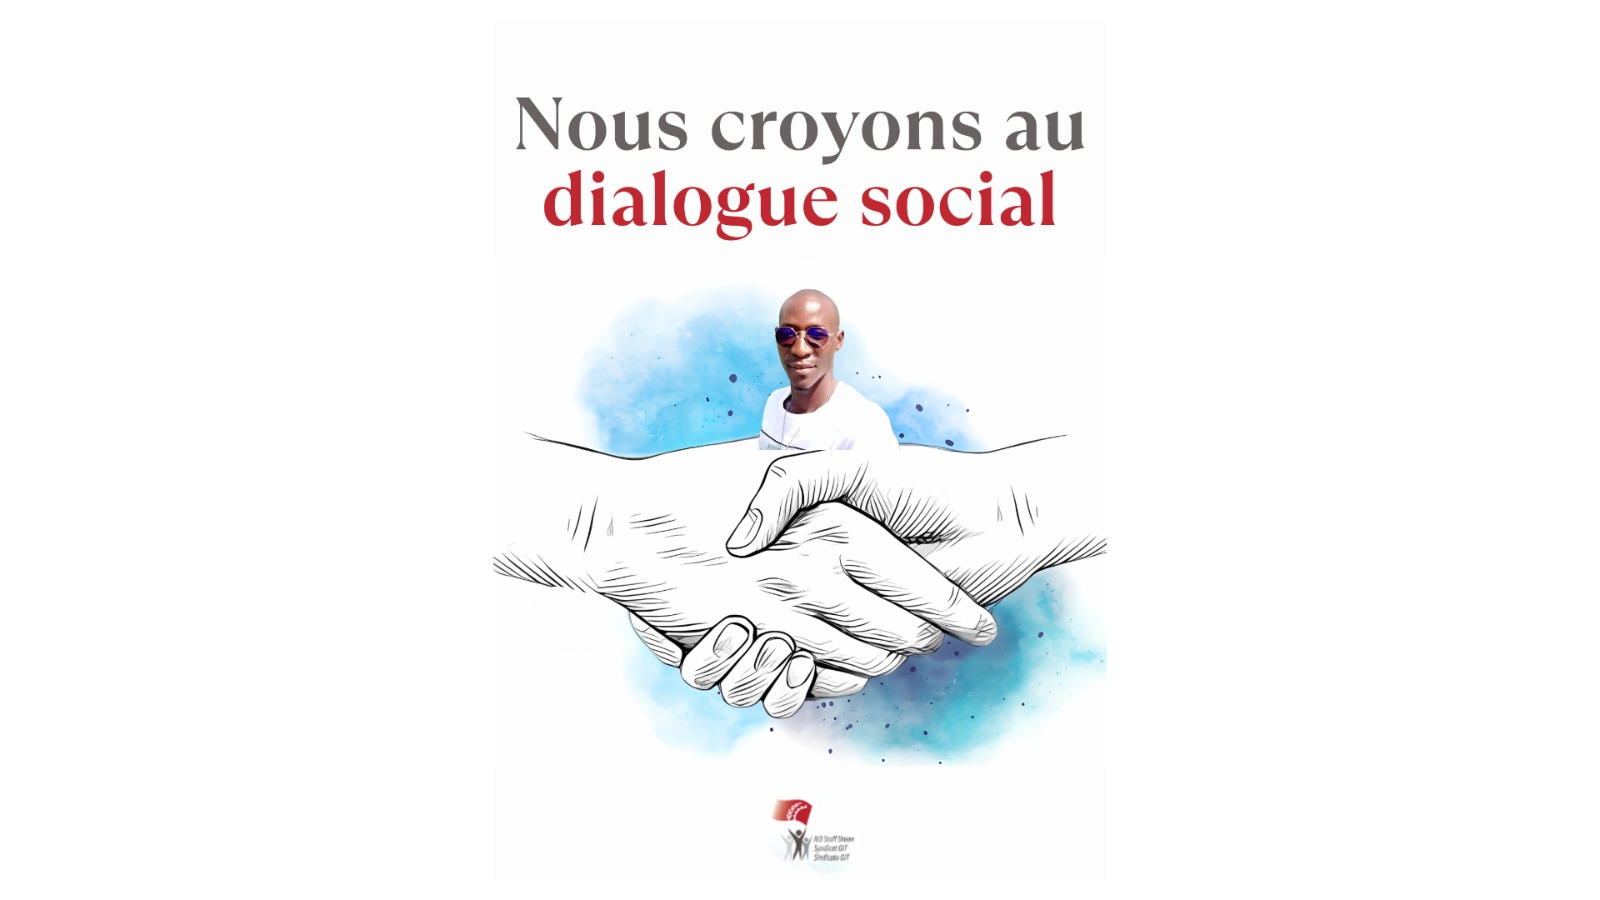 Nous croyons au
dialogue social
ILO Staff Union
Syndicat OIT
Sindicato OIT